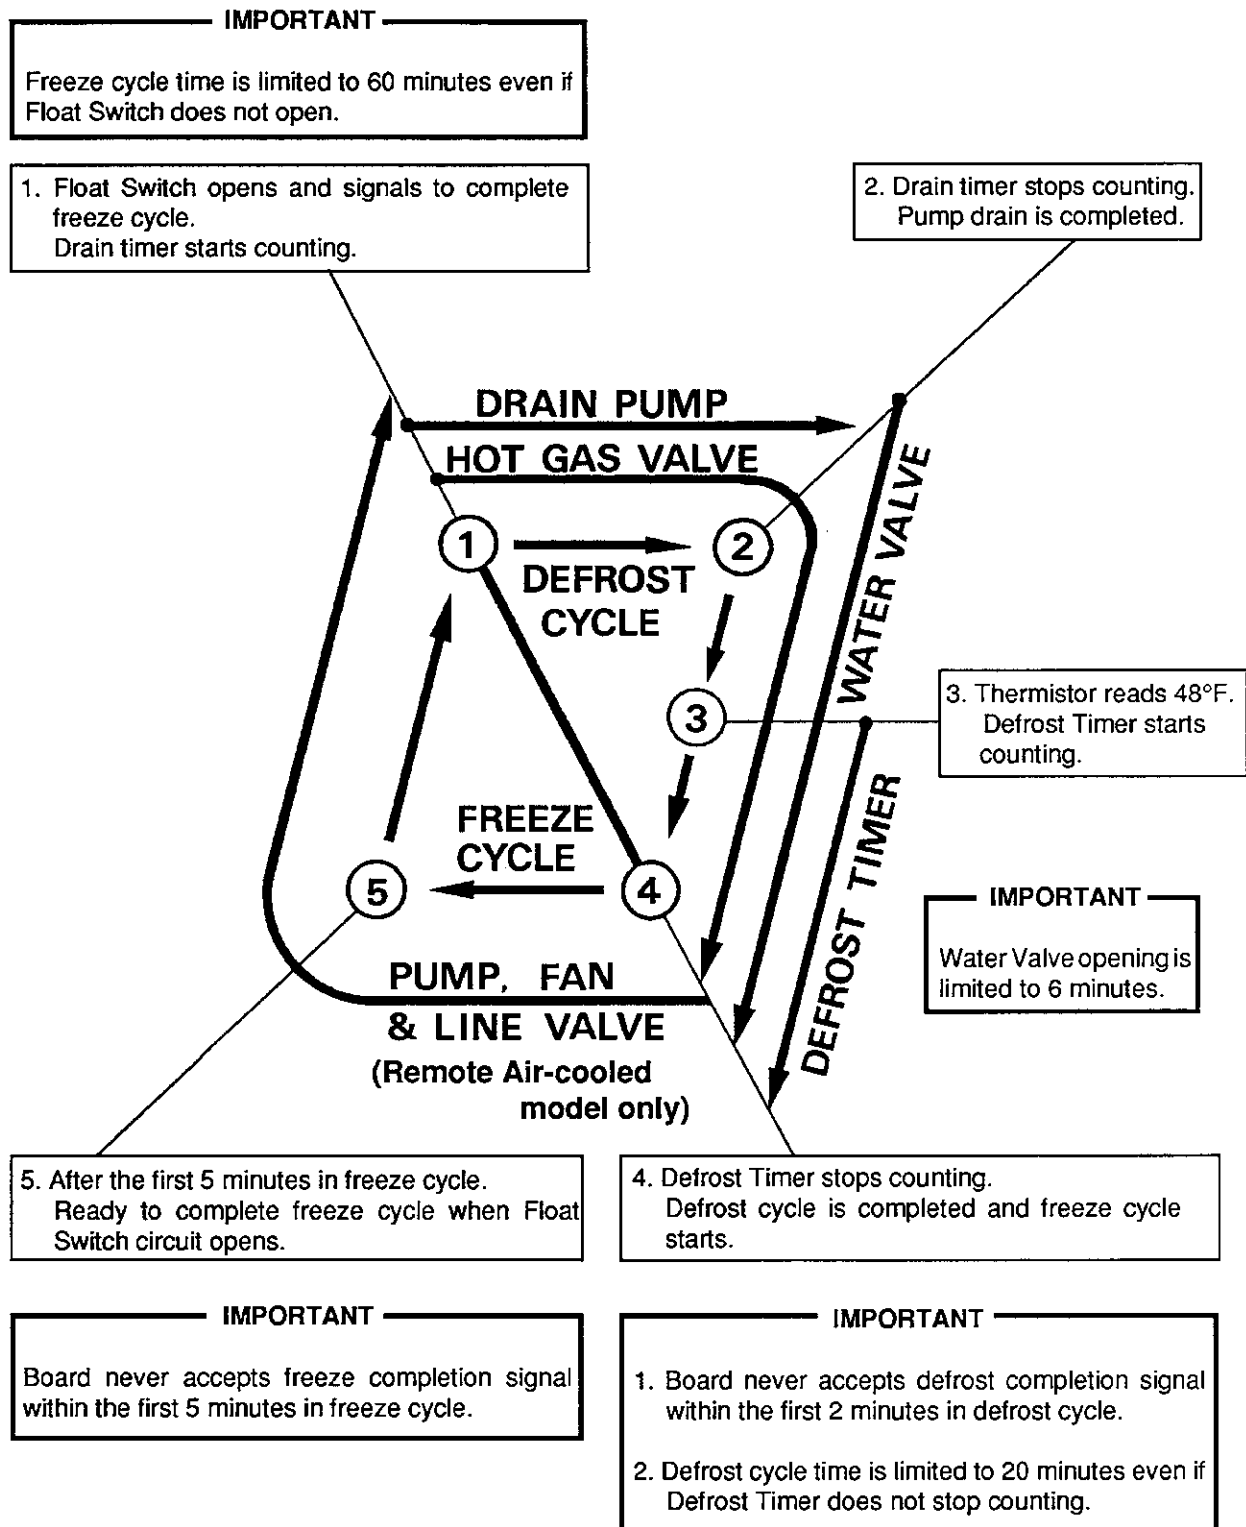 IMPORTANT
Freeze cycle time is limited to 60 minutes even if
Float Switch does not open.
1. Float Switch opens and signals to complete
freeze cycle.
Drain timer starts counting.
2. Drain timer stops counting.
Pump drain is completed.
DRAIN PUMP
HOT GAS VALVE
WATER VALVE
1
2
DEFROST
CYCLE
3
3. Thermistor reads 48°F.
Defrost Timer starts
counting.
DEFROST TIMER
FREEZE
CYCLE
5
4
IMPORTANT
Water Valve opening is
limited to 6 minutes.
PUMP, FAN
& LINE VALVE
(Remote Air-cooled
model only)
5. After the first 5 minutes in freeze cycle.
Ready to complete freeze cycle when Float
Switch circuit opens.
4. Defrost Timer stops counting.
Defrost cycle is completed and freeze cycle
starts.
IMPORTANT
Board never accepts freeze completion signal
within the first 5 minutes in freeze cycle.
IMPORTANT
1. Board never accepts defrost completion signal
within the first 2 minutes in defrost cycle.
2. Defrost cycle time is limited to 20 minutes even if
Defrost Timer does not stop counting.